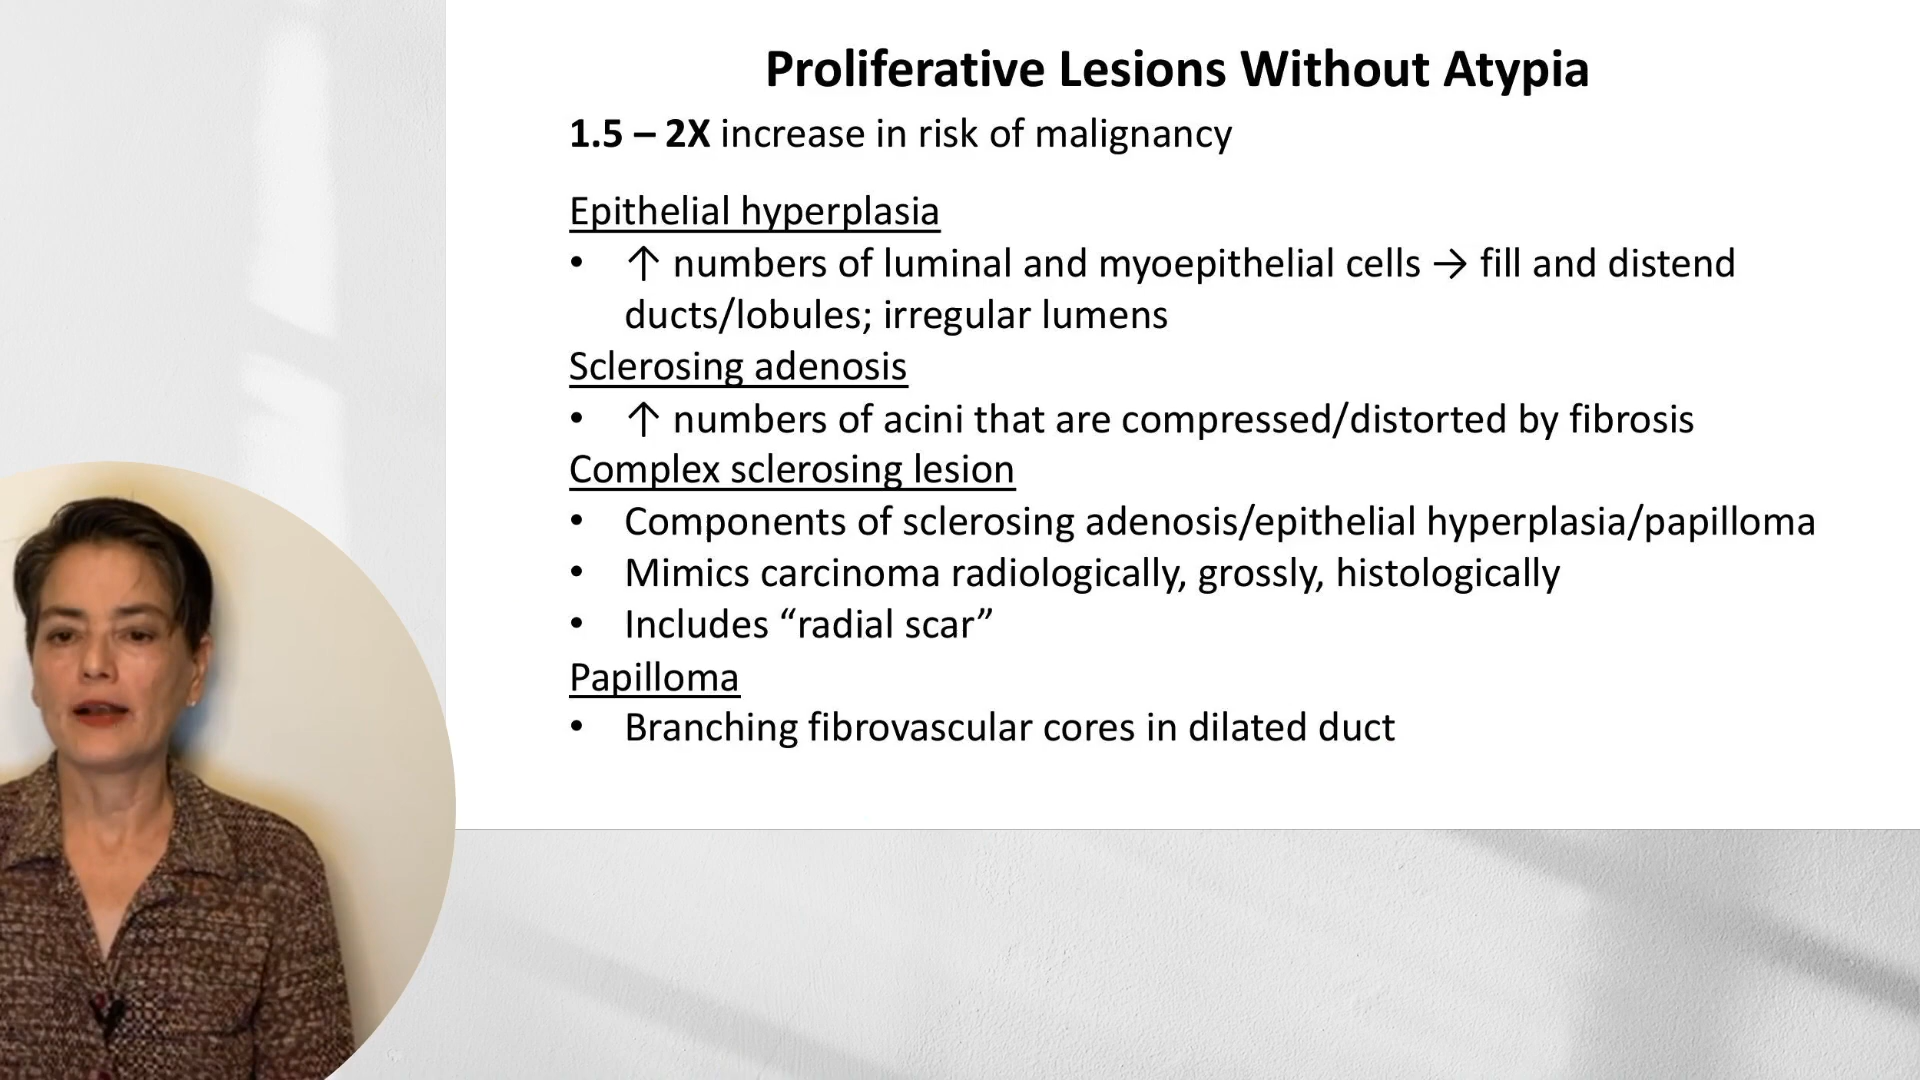 Proliferative Lesions Without Atypia
1.5 – 2X increase in risk of malignancy
Epithelial hyperplasia
• ↑ numbers of luminal and myoepithelial cells → fill and distend
ducts/lobules; irregular lumens
Sclerosing adenosis
• ↑ numbers of acini that are compressed/distorted by fibrosis
Complex sclerosing lesion
• Components of sclerosing adenosis/epithelial hyperplasia/papilloma
• Mimics carcinoma radiologically, grossly, histologically
• Includes “radial scar”
Papilloma
• Branching fibrovascular cores in dilated duct